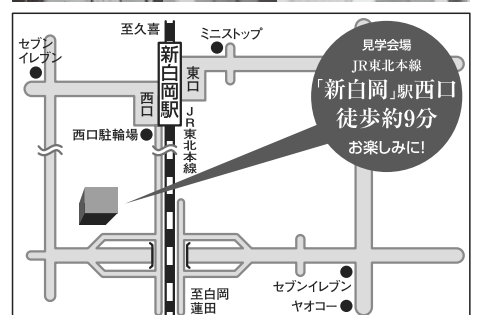 至久喜
ミニストップ
セブン
イレブン
新白岡駅
東口
西口
JR東北本線
西口駐輪場
見学会場
JR東北本線
「新白岡」駅西口
徒歩約9分
お楽しみに!
至白岡
蓮田
セブンイレブン
ヤオコー